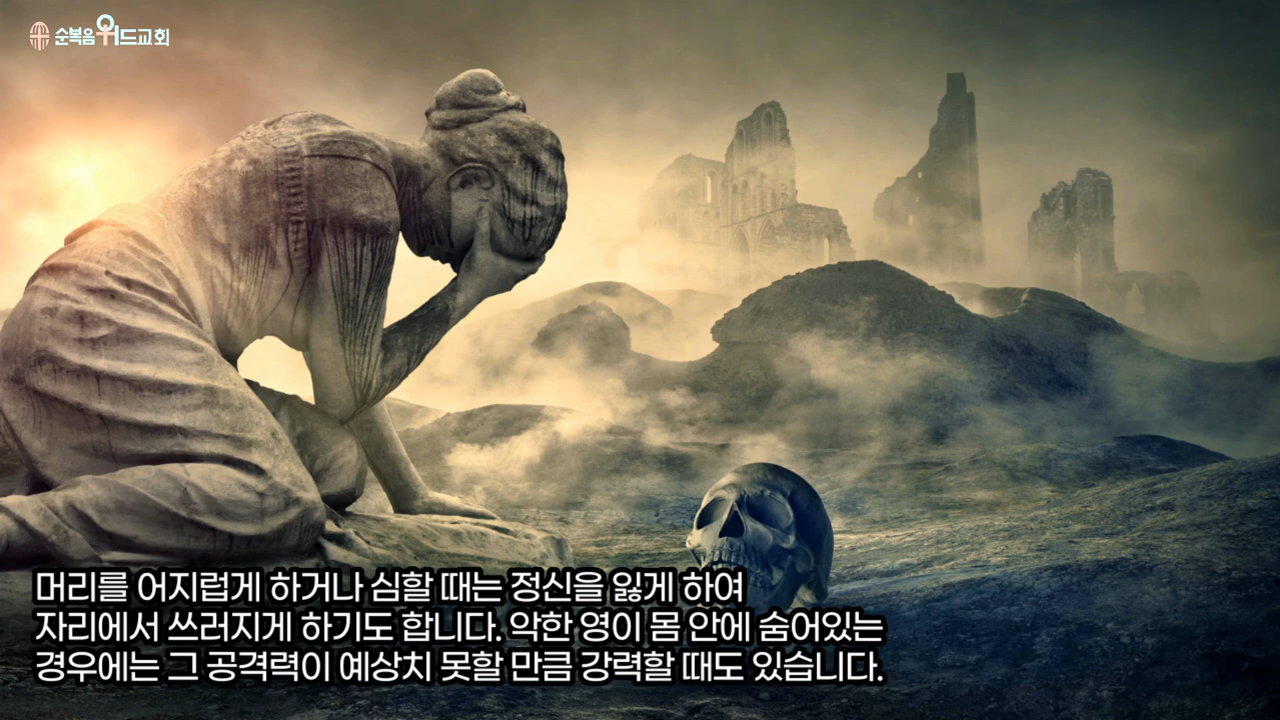 순복음위드교회
머리를 어지럽게 하거나 심할 때는 정신을 잃게 하여
자리에서 쓰러지게 하기도 합니다. 악한 영이 몸 안에 숨어있는
경우에는 그 공격력이 예상치 못할 만큼 강력할 때도 있습니다.